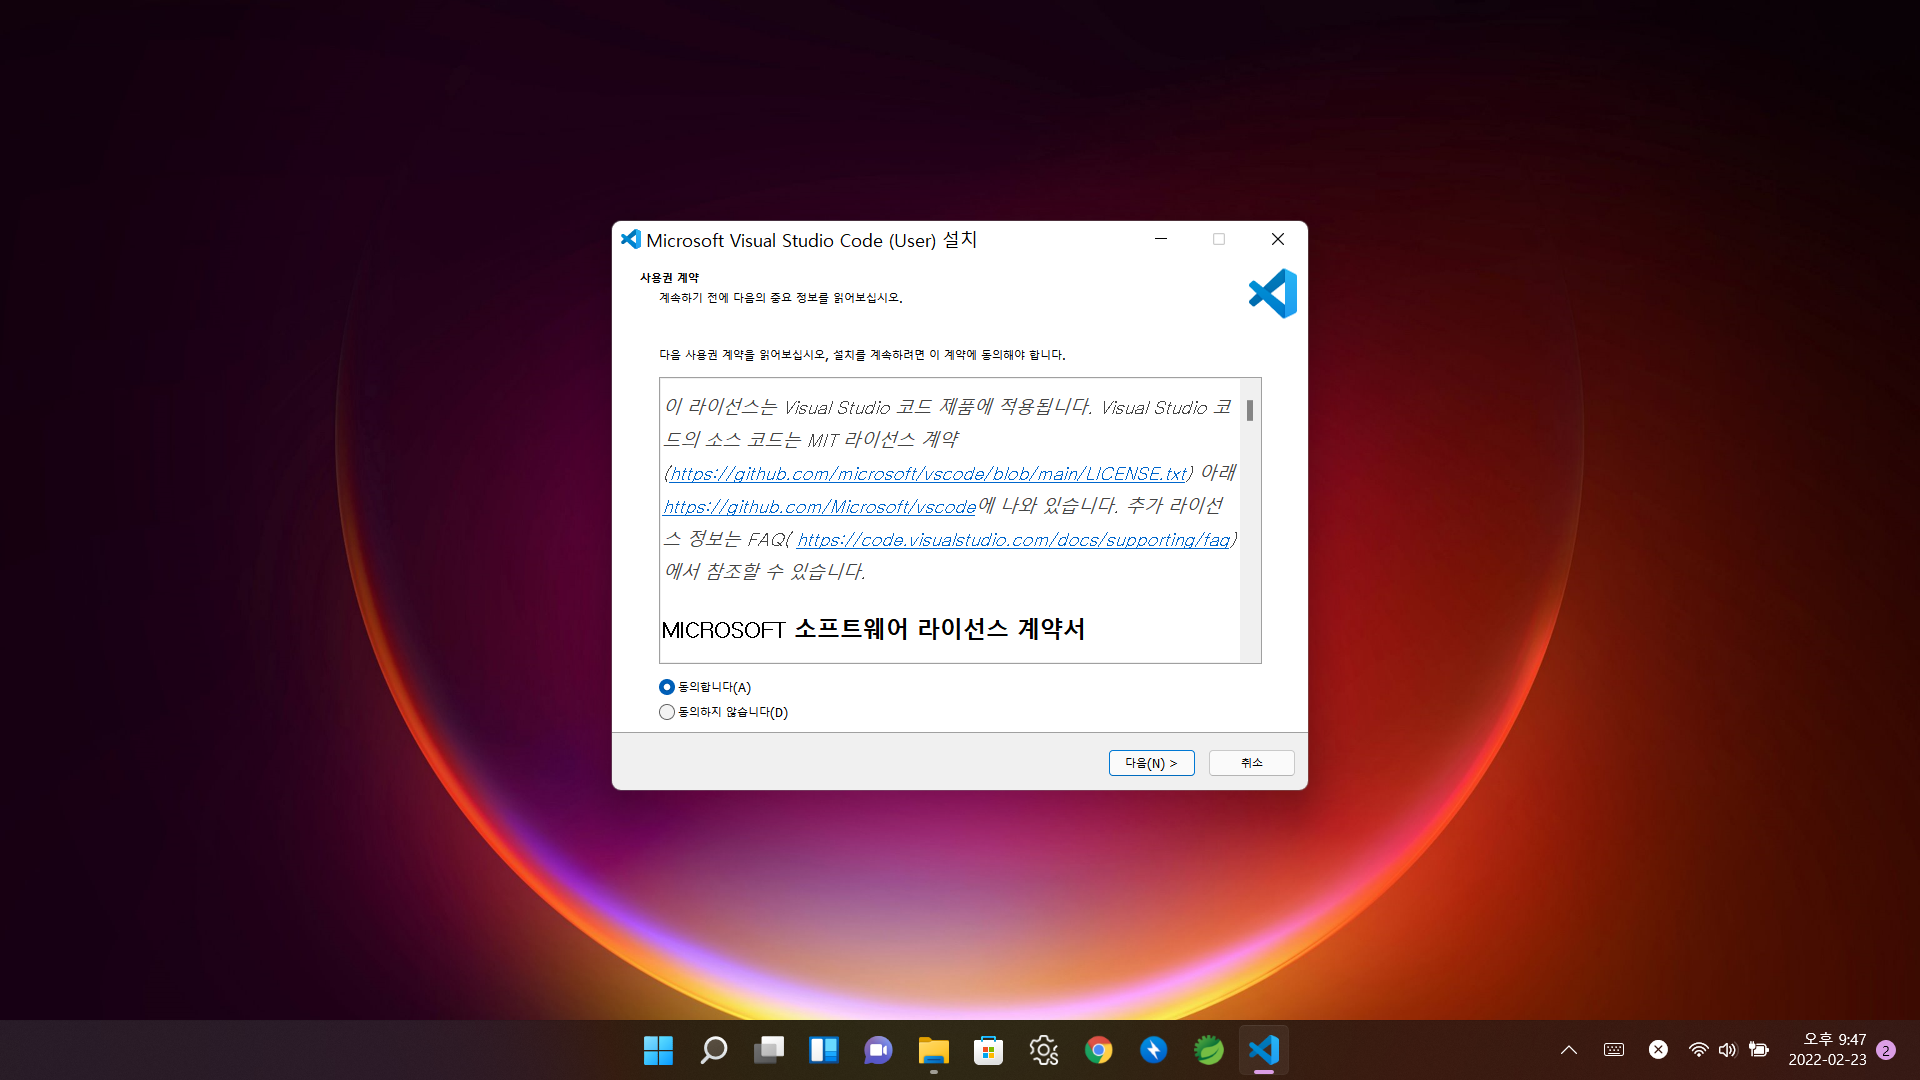 Microsoft Visual Studio Code (User) 설치
사용권 계약
계속하기 전에 다음의 중요 정보를 읽어보십시오.
다음 사용권 계약을 읽어보십시오, 설치를 계속하려면 이 계약에 동의해야 합니다.
이 라이선스는 Visual Studio 코드 제품에 적용됩니다. Visual Studio 코
드의 소스 코드는 MIT 라이선스 계약
(https://github.com/microsoft/vscode/blob/main/LICENSE.txt) 아래
https://github.com/Microsoft/vscode에 나와 있습니다. 추가 라이선
스 정보는 FAQ( https://code.visualstudio.com/docs/supporting/faq)
에서 참조할 수 있습니다.
MICROSOFT 소프트웨어 라이선스 계약서
동의합니다(A)
동의하지 않습니다(D)
다음(N) >
취소
오후 9:47
2022-02-23
2